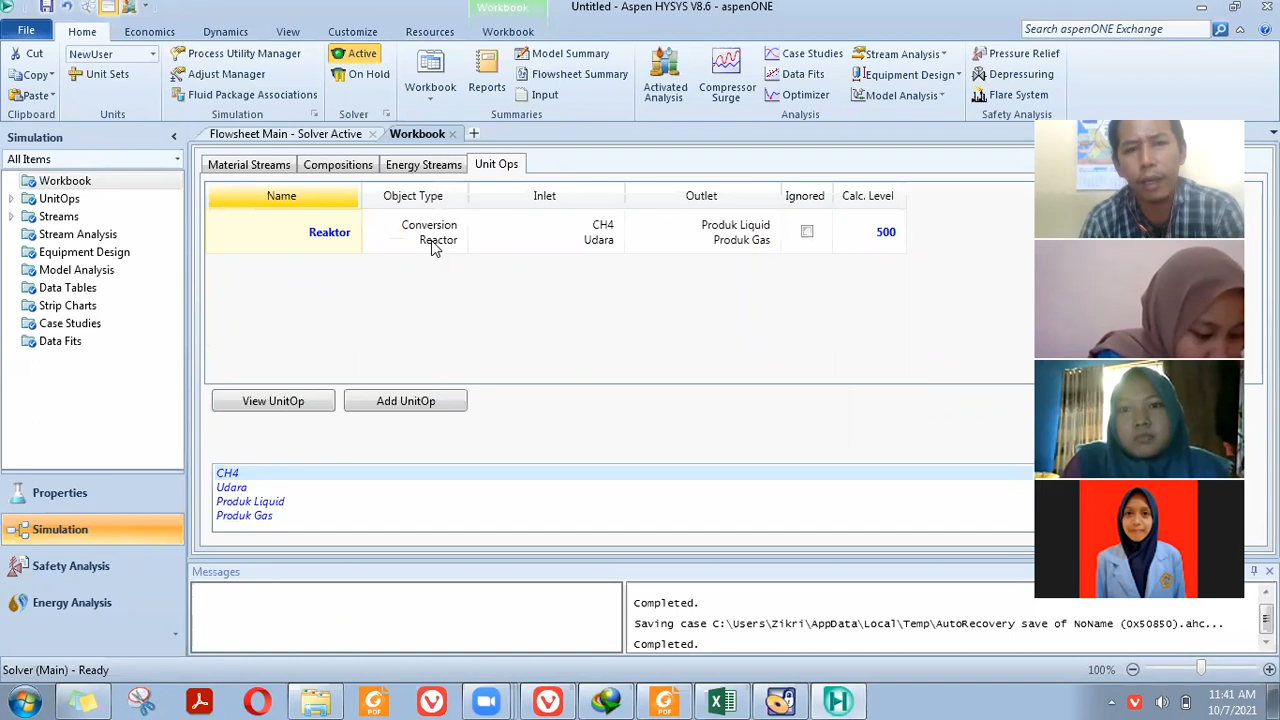 Workbook
Untitled - Aspen HYSYS V8.6 - aspenONE
File
Home
Economics
Dynamics
View
Customize
Resources
Workbook
Search aspenONE Exchange
Cut
Copy
Paste
Clipboard
NewUser
Unit Sets
Units
Process Utility Manager
Adjust Manager
Fluid Package Associations
Simulation
Active
On Hold
Solver
Workbook
Reports
Model Summary
Flowsheet Summary
Input
Summaries
Activated
Analysis
Compressor
Surge
Case Studies
Data Fits
Optimizer
Stream Analysis
Equipment Design
Model Analysis
Analysis
Pressure Relief
Depressuring
Flare System
Safety Analysis
All Items
Workbook
UnitOps
Streams
Stream Analysis
Equipment Design
Model Analysis
Data Tables
Strip Charts
Case Studies
Data Fits
Properties
Simulation
Safety Analysis
Energy Analysis
Flowsheet Main - Solver Active
Workbook
Material Streams
Compositions
Energy Streams
Unit Ops
Name
Object Type
Inlet
Outlet
Ignored
Calc. Level
Reaktor
Conversion
Reactor
CH4
Udara
Produk Liquid
Produk Gas
500
View UnitOp
Add UnitOp
CH4
Udara
Produk Liquid
Produk Gas
Messages
Completed.
Saving case C:\Users\Zikri\AppData\Local\Temp\AutoRecovery save of NoName (0x50850).ahc...
Completed.
Solver (Main) - Ready
100%
11:41 AM
10/7/2021